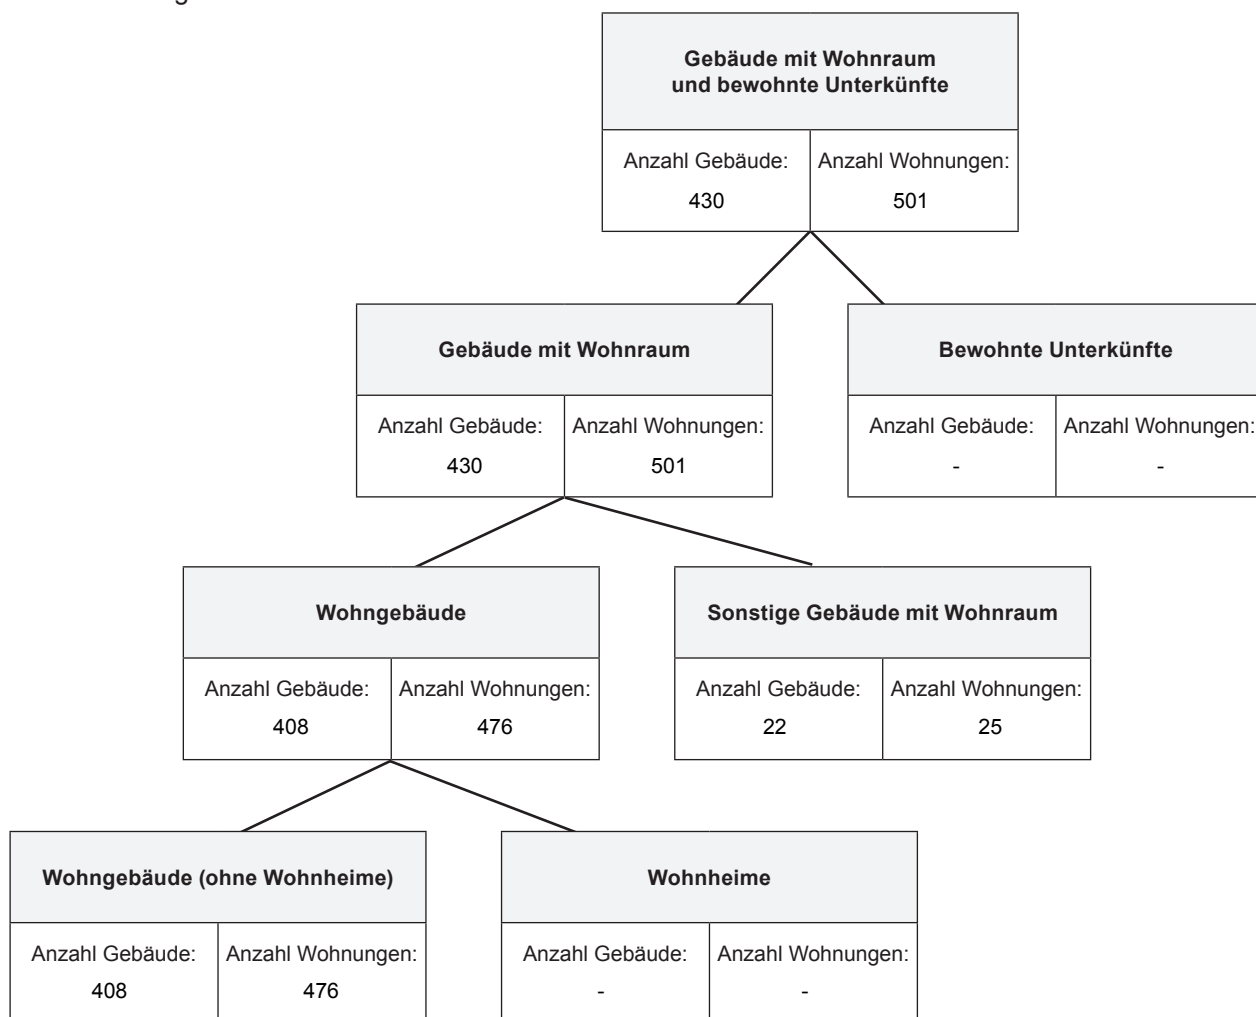 Gebäude mit Wohnraum
und bewohnte Unterkünfte
Anzahl Gebäude: Anzahl Wohnungen:
430 501
Gebäude mit Wohnraum Bewohnte Unterkünfte
Anzahl Gebäude: Anzahl Wohnungen: Anzahl Gebäude: Anzahl Wohnungen:
430 501 - -
Wohngebäude Sonstige Gebäude mit Wohnraum
Anzahl Gebäude: Anzahl Wohnungen: Anzahl Gebäude: Anzahl Wohnungen:
408 476 22 25
Wohngebäude (ohne Wohnheime) Wohnheime
Anzahl Gebäude: Anzahl Wohnungen: Anzahl Gebäude: Anzahl Wohnungen:
408 476 - -